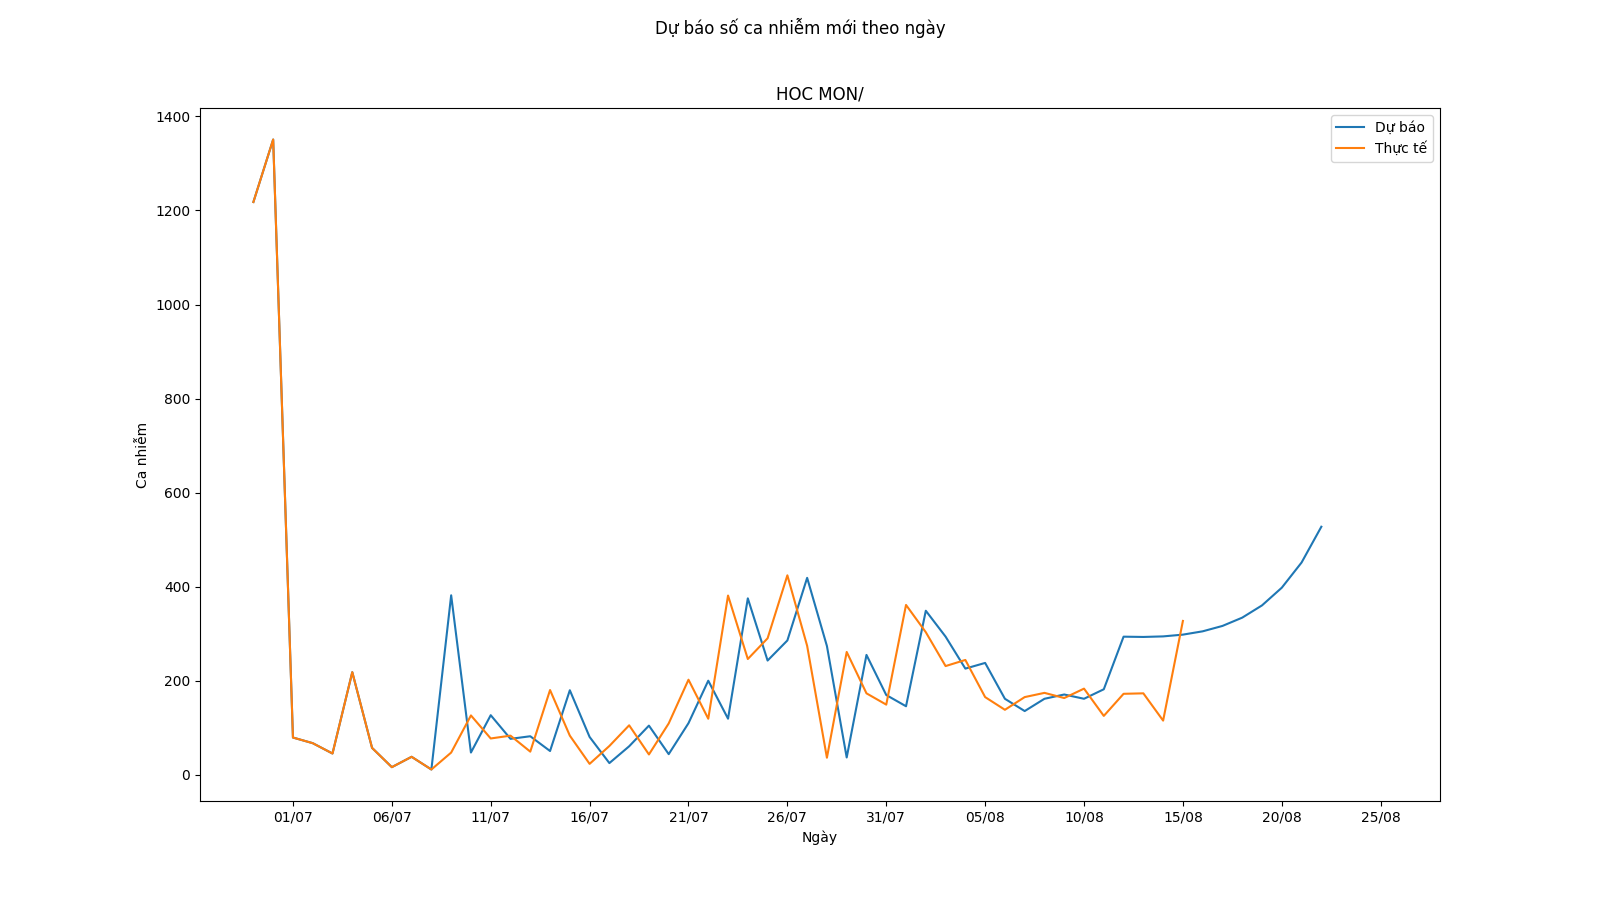 Dự báo số ca nhiễm mới theo ngày
HOC MON/
1400
1200
1000
800
600
400
200
0
Ca nhiễm
Dự báo
Thực tế
01/07 06/07 11/07 16/07 21/07 26/07 31/07 05/08 10/08 15/08 20/08 25/08
Ngày